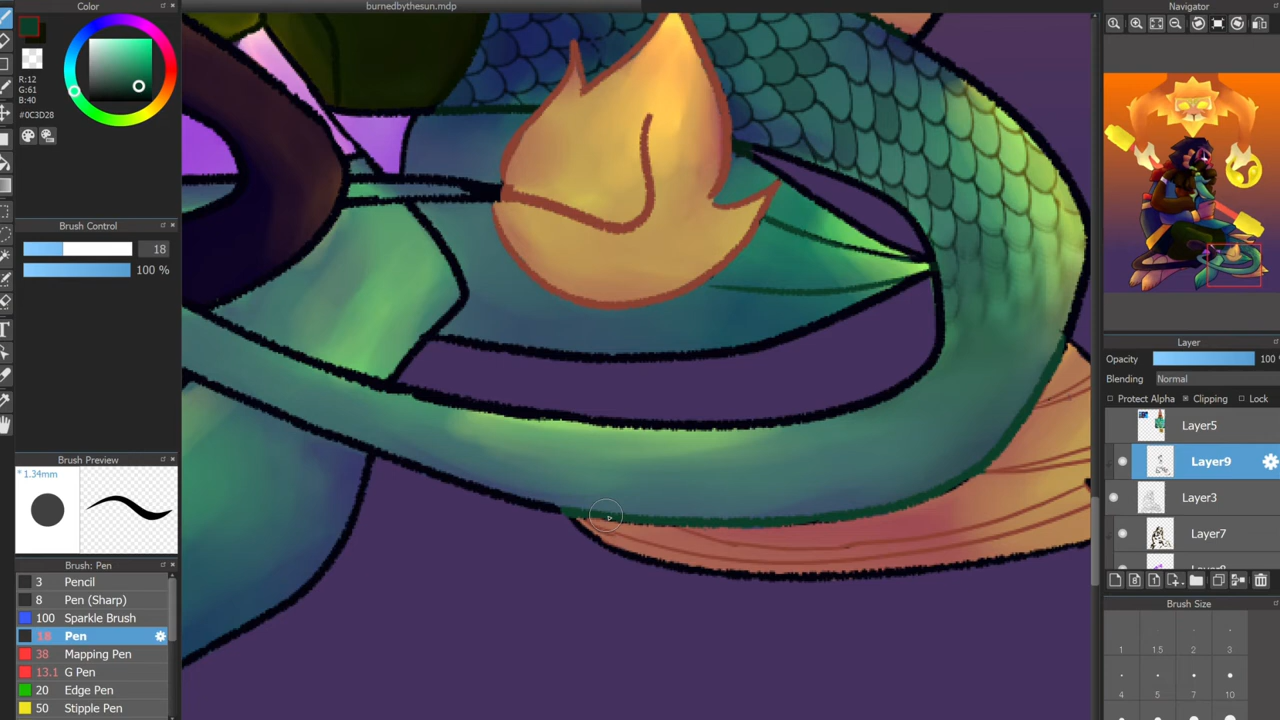 burnedbythesun.mdp
Color
R:12
G:61
B:40
#0C3D28
Brush Control
18
100 %
Brush Preview
* 1.34mm
Brush: Pen
3 Pencil
8 Pen (Sharp)
100 Sparkle Brush
18 Pen
38 Mapping Pen
13.1 G Pen
20 Edge Pen
50 Stipple Pen
T
Navigator
Layer
Opacity 100 %
Blending Normal
Protect Alpha Clipping Lock
Layer5
Layer9
Layer3
Layer7
Brush Size
1 1.5 2 3
4 5 7 10